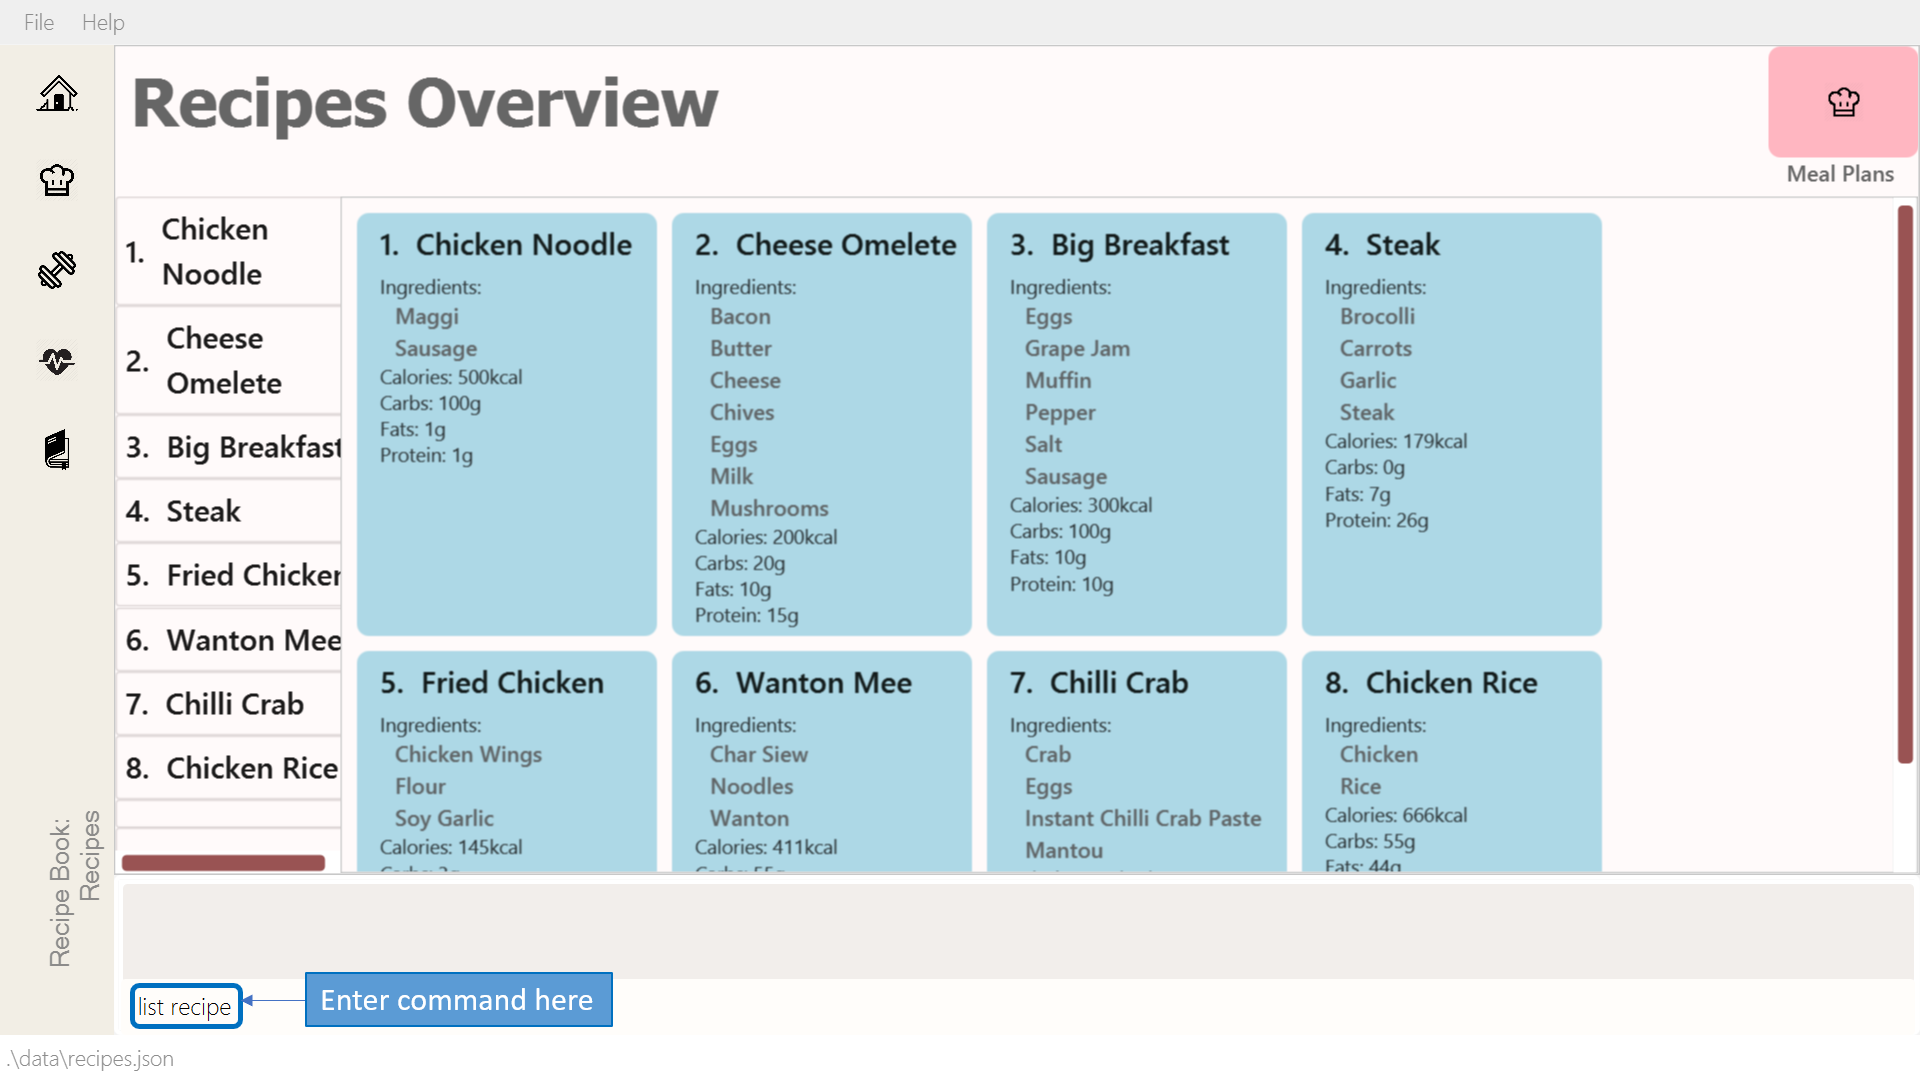 File Help
Recipes Overview
Meal Plans
1. Chicken
Noodle
2. Cheese
Omelete
3. Big Breakfast
4. Steak
5. Fried Chicken
6. Wanton Mee
7. Chilli Crab
8. Chicken Rice
1. Chicken Noodle
Ingredients:
Maggi
Sausage
Calories: 500kcal
Carbs: 100g
Fats: 1g
Protein: 1g
2. Cheese Omelete
Ingredients:
Bacon
Butter
Cheese
Chives
Eggs
Milk
Mushrooms
Calories: 200kcal
Carbs: 20g
Fats: 10g
Protein: 15g
3. Big Breakfast
Ingredients:
Eggs
Grape Jam
Muffin
Pepper
Salt
Sausage
Calories: 300kcal
Carbs: 100g
Fats: 10g
Protein: 10g
4. Steak
Ingredients:
Brocolli
Carrots
Garlic
Steak
Calories: 179kcal
Carbs: 0g
Fats: 7g
Protein: 26g
5. Fried Chicken
Ingredients:
Chicken Wings
Flour
Soy Garlic
Calories: 145kcal
6. Wanton Mee
Ingredients:
Char Siew
Noodles
Wanton
Calories: 411kcal
7. Chilli Crab
Ingredients:
Crab
Eggs
Instant Chilli Crab Paste
Mantou
8. Chicken Rice
Ingredients:
Chicken
Rice
Calories: 666kcal
Carbs: 55g
Fats: 44g
Recipe Book:
Recipes
list recipe
Enter command here
.\data\recipes.json